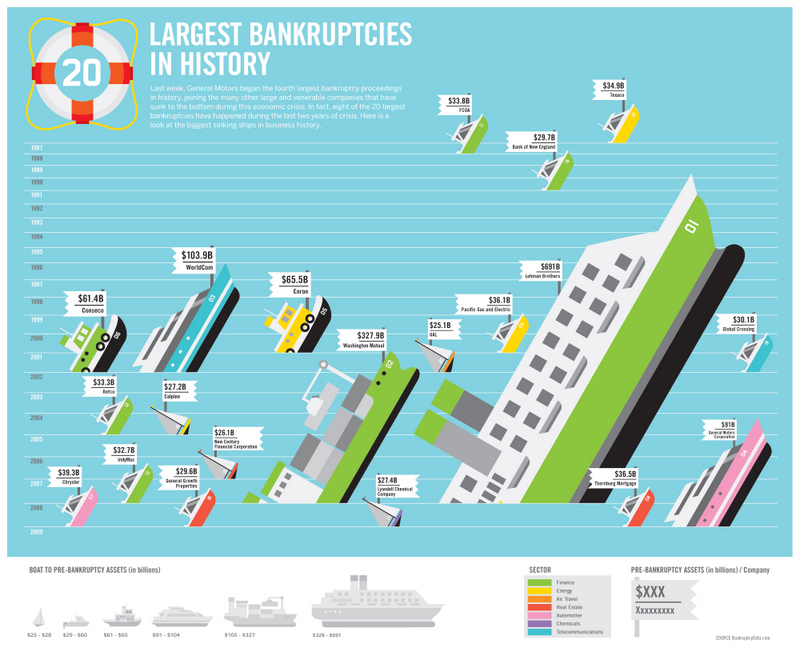 20
LARGEST BANKRUPTCIES
IN HISTORY
Last week, General Motors began the fourth largest bankruptcy proceedings
in history, joining the many other large and venerable companies that have
sunk to the bottom during this economic crisis. In fact, eight of the 20 largest
bankruptcies have happened during the last two years of crisis. Here is a
look at the biggest sinking ships in business history.
$33.8B
FCOA
$34.9B
Texaco
$29.7B
Bank of New England
1987
1988
1989
1990
1991
1992
1993
1994
1995
1996
1997
1998
1999
2000
2001
2002
2003
2004
2005
2006
2007
2008
2009
$103.9B
WorldCom
03
$61.4B
Conseco
06
$65.5B
Enron
05
$691B
Lehman Brothers
01
$36.1B
Pacific Gas and Electric
$25.1B
UAL
$327.9B
Washington Mutual
02
$30.1B
Global Crossing
$33.3B
Refco
$27.2B
Calpine
$26.1B
New Century
Financial Corporation
$32.7B
IndyMac
$39.3B
Chrysler
$29.6B
General Growth
Properties
$27.4B
Lyondell Chemical
Company
$36.5B
Thornburg Mortgage
$91B
General Motors
Corporation
04
BOAT TO PRE-BANKRUPTCY ASSETS (in billions)
$25 - $28
$29 - $60
$61 - $65
$91 - $104
$105 - $327
$328 - $691
SECTOR
Finance
Energy
Air Travel
Real Estate
Automotive
Chemicals
Telecommunications
PRE-BANKRUPTCY ASSETS (in billions) / Company
$XXX
Xxxxxxxxx
SOURCE BankruptcyData.com